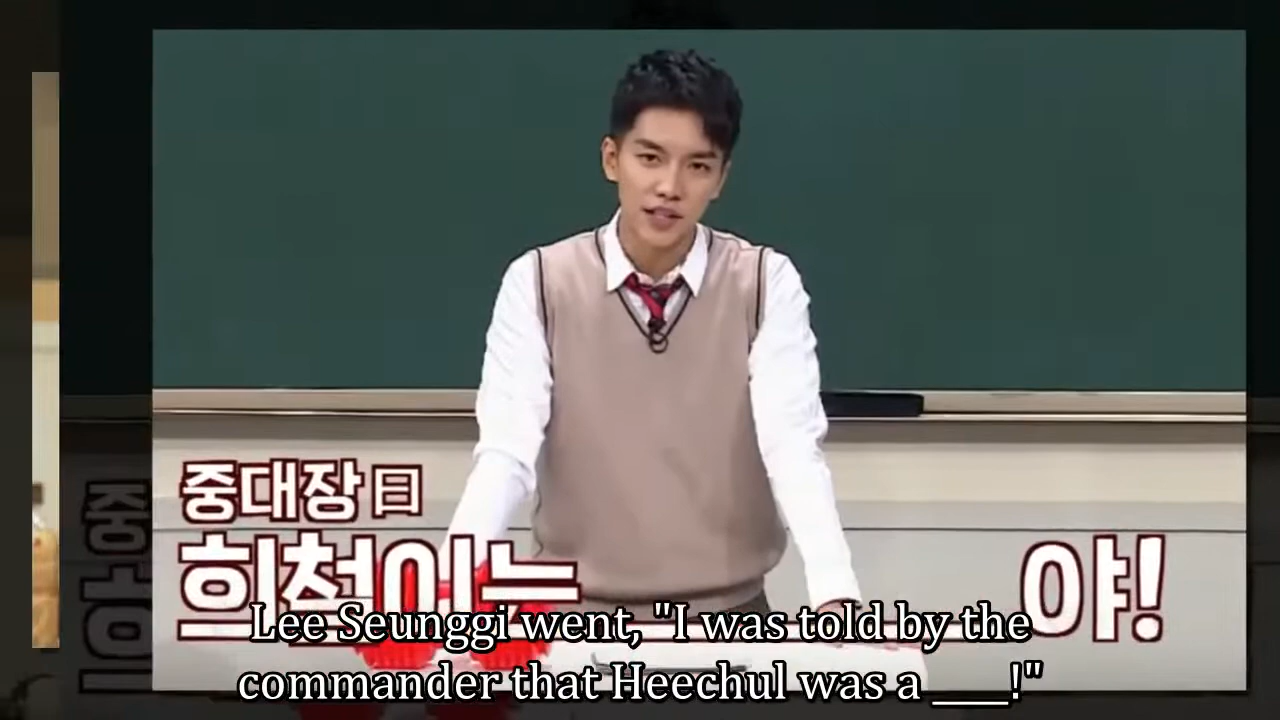 중대장 曰
희철이는 ___ 야!
Lee Seunggi went, "I was told by the
commander that Heechul was a ___!"